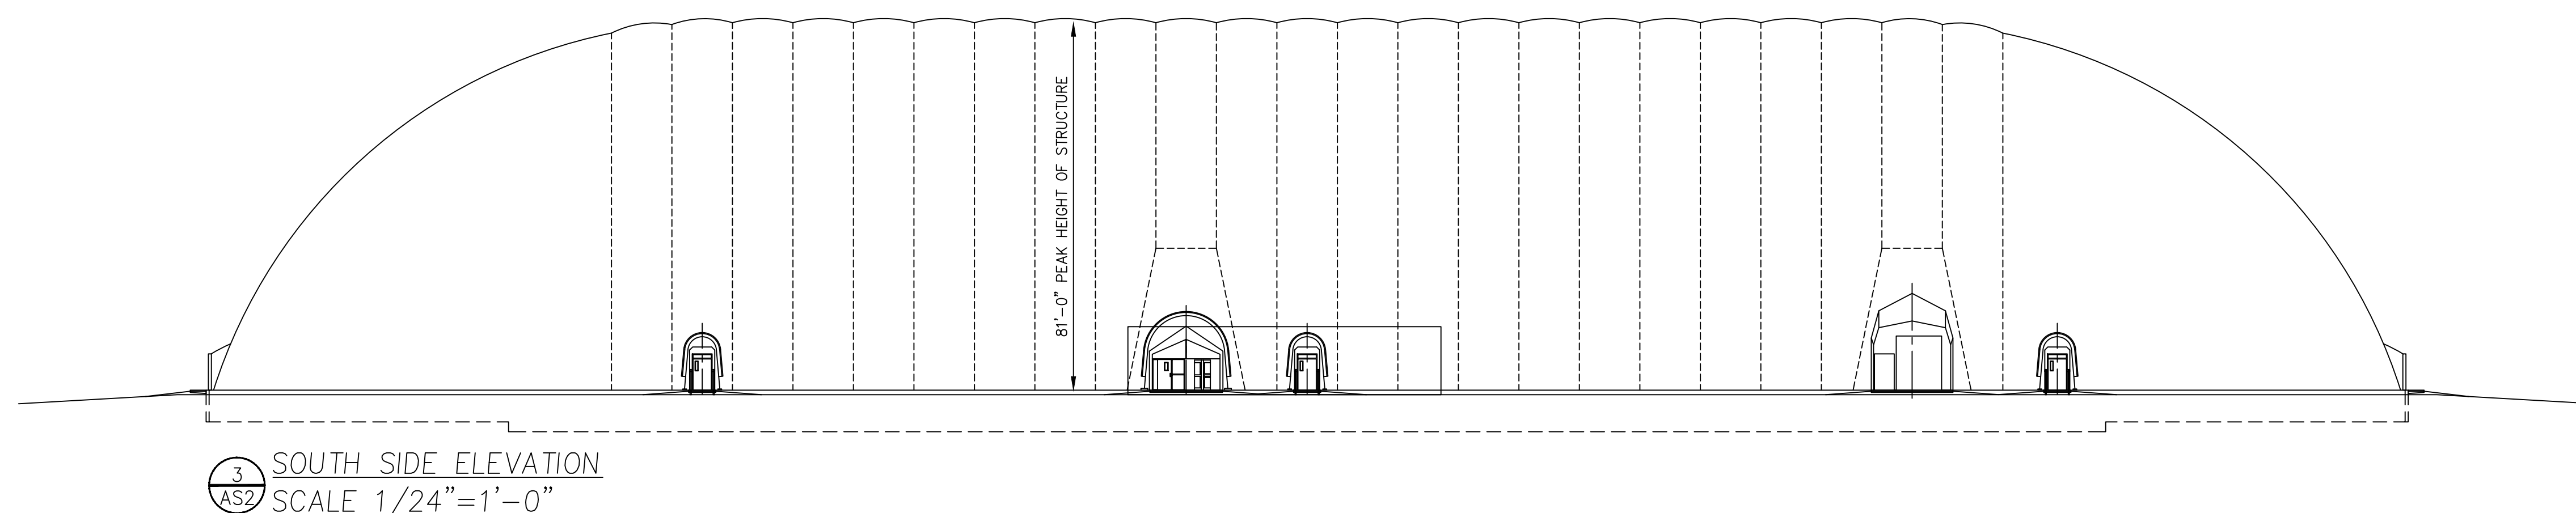 81'-0" PEAK HEIGHT OF STRUCTURE
3
AS2
SOUTH SIDE ELEVATION
SCALE 1/24"=1'-0"